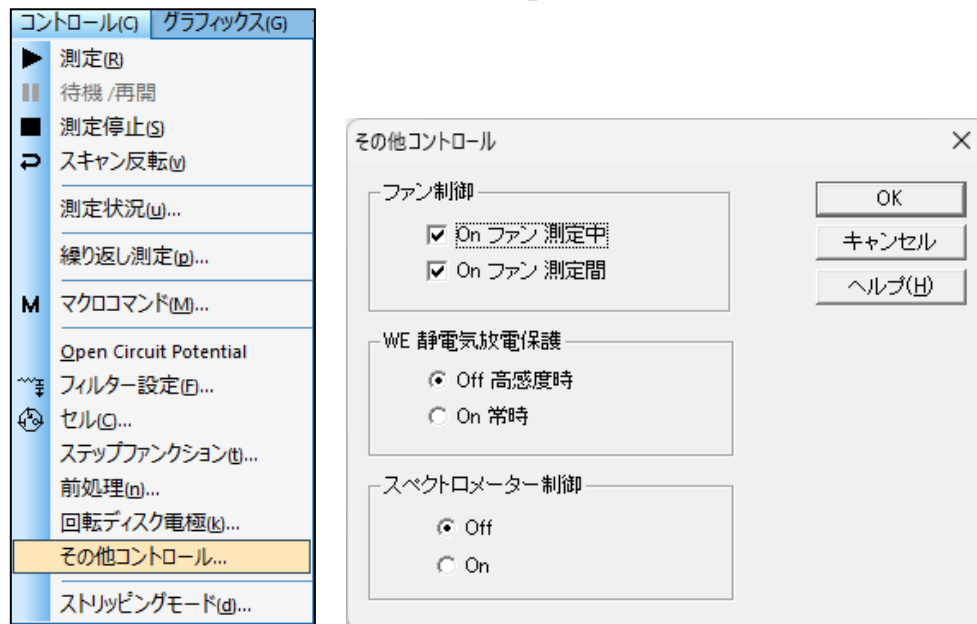 コントロール(C) グラフィックス(G)
測定(R)
待機 /再開
測定停止(S)
スキャン反転(v)
測定状況(u)...
繰り返し測定(p)...
M マクロコマンド(M)...
Open Circuit Potential
フィルター設定(F)...
セル(C)...
ステップファンクション(t)...
前処理(n)...
回転ディスク電極(k)...
その他コントロール...
ストリッピングモード(d)...
その他コントロール
ファン制御
On ファン 測定中
On ファン 測定間
WE 静電気放電保護
Off 高感度時
On 常時
スペクトロメーター制御
Off
On
OK
キャンセル
ヘルプ(H)